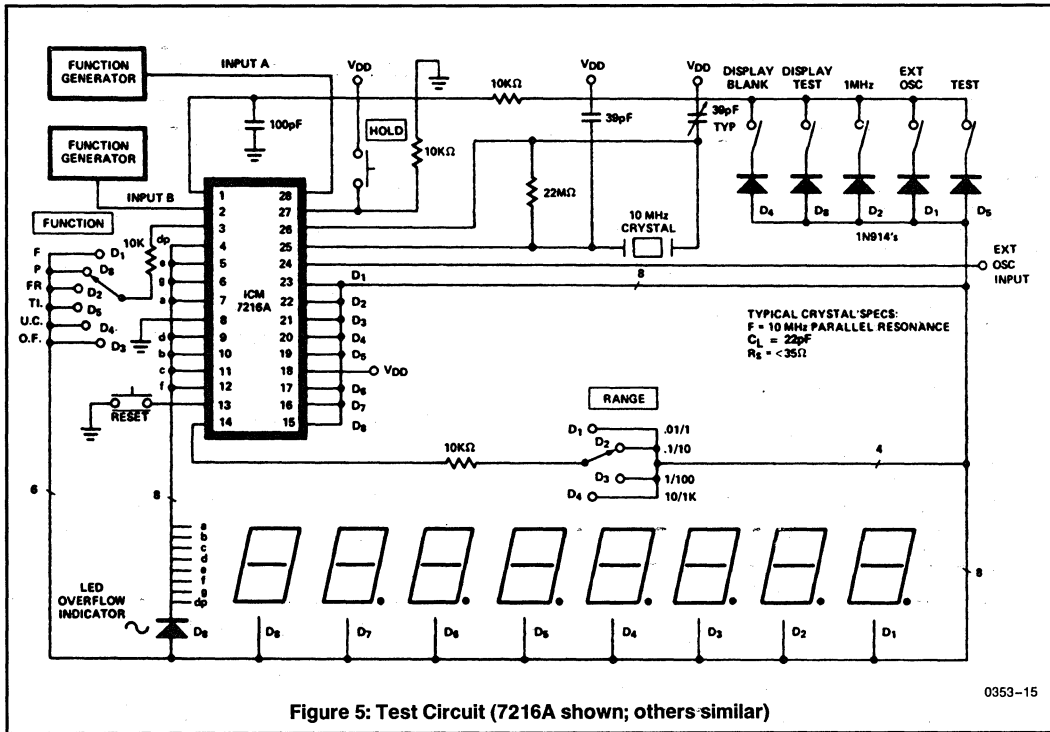 FUNCTION
GENERATOR
INPUT A
FUNCTION
GENERATOR
INPUT B
VDD
HOLD
100pF
10KΩ
10KΩ
VDD
39pF
VDD
39pF
TYP
22MΩ
10 MHz
CRYSTAL
DISPLAY
BLANK
DISPLAY
TEST
1MHz
EXT
OSC
TEST
D4
D8
D2
D1
D5
1N914's
EXT
OSC
INPUT
FUNCTION
10K
F
D1
P
D8
FR
D2
TI.
D5
U.C.
D4
O.F.
D3
dp
e
g
a
d
b
c
f
ICM
7216A
1
2
3
4
5
6
7
8
9
10
11
12
13
14
28
27
26
25
24
23
22
21
20
19
18
17
16
15
D1
D2
D3
D4
D5
VDD
D6
D7
D8
8
TYPICAL CRYSTAL SPECS:
F = 10 MHz PARALLEL RESONANCE
CL = 22pF
RS = <35Ω
RESET
RANGE
10KΩ
D1
.01/1
D2
.1/10
D3
1/100
D4
10/1K
4
6
8
8
a
b
c
d
e
f
g
dp
LED
OVERFLOW
INDICATOR
D8
D8
D7
D6
D5
D4
D3
D2
D1
0353–15
Figure 5: Test Circuit (7216A shown; others similar)